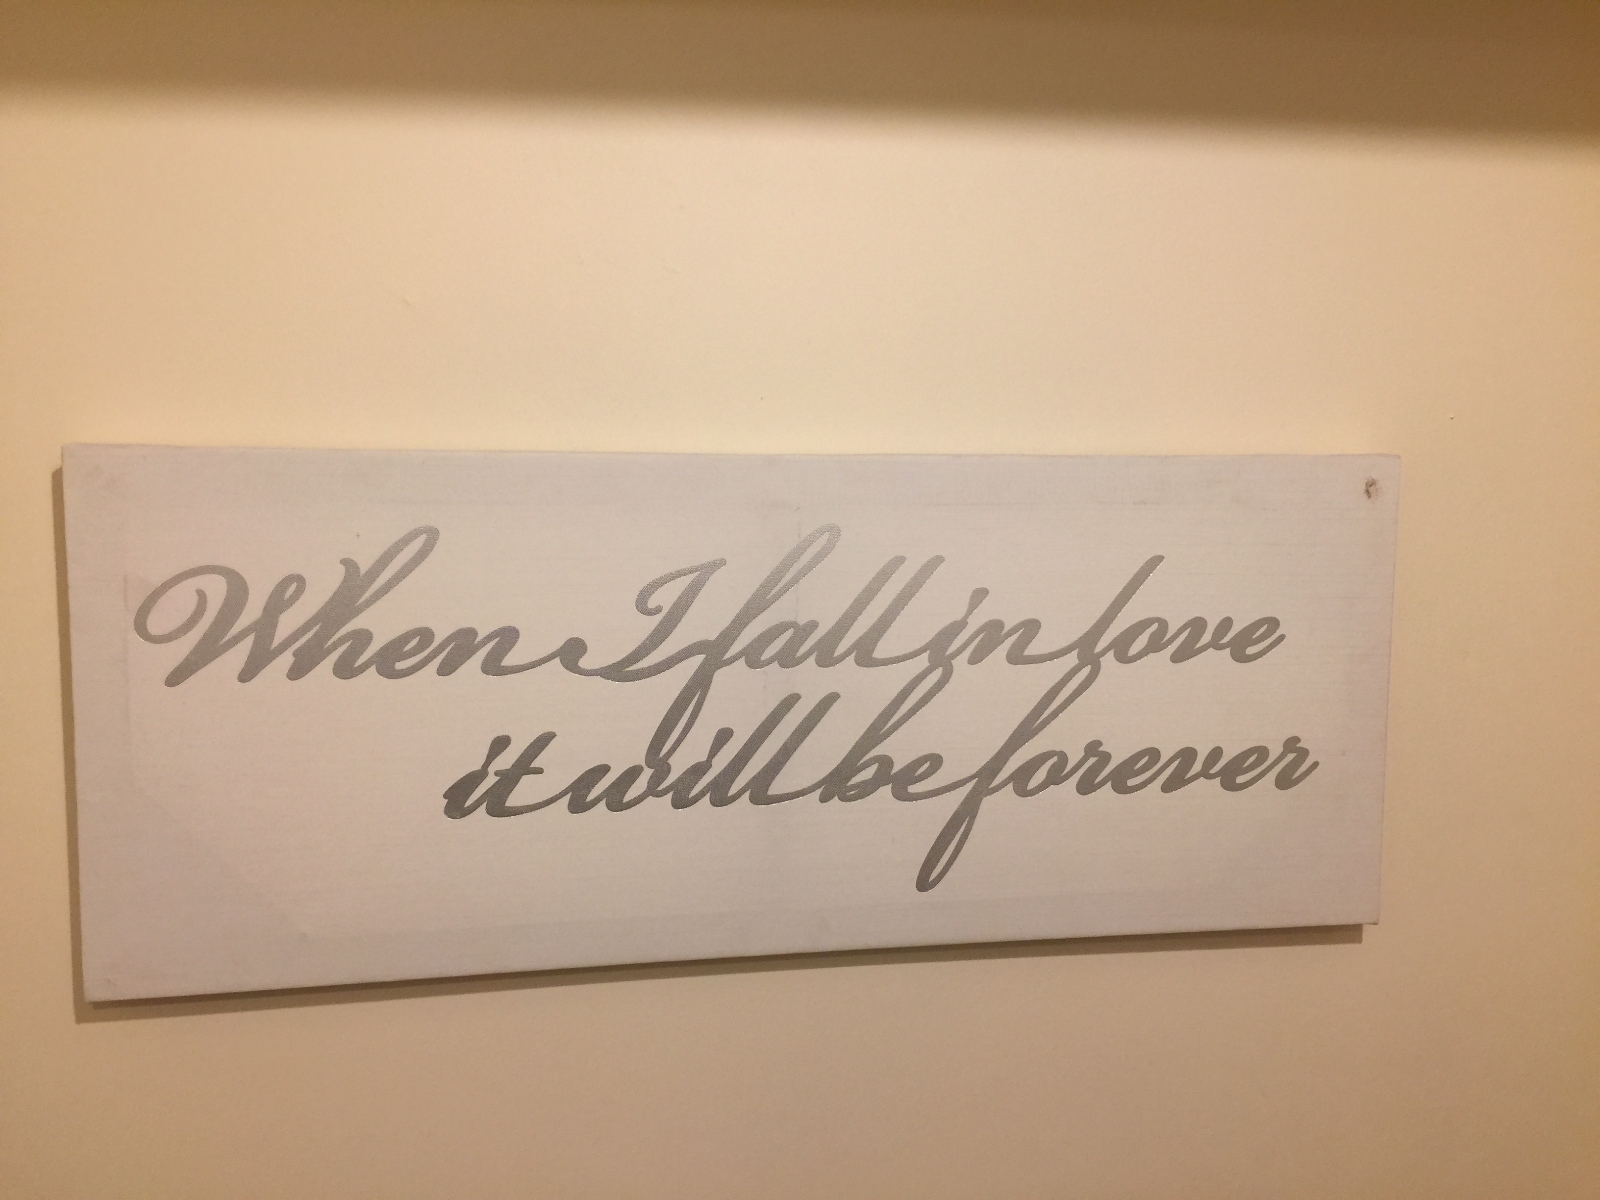 When I fall in love
it will be forever